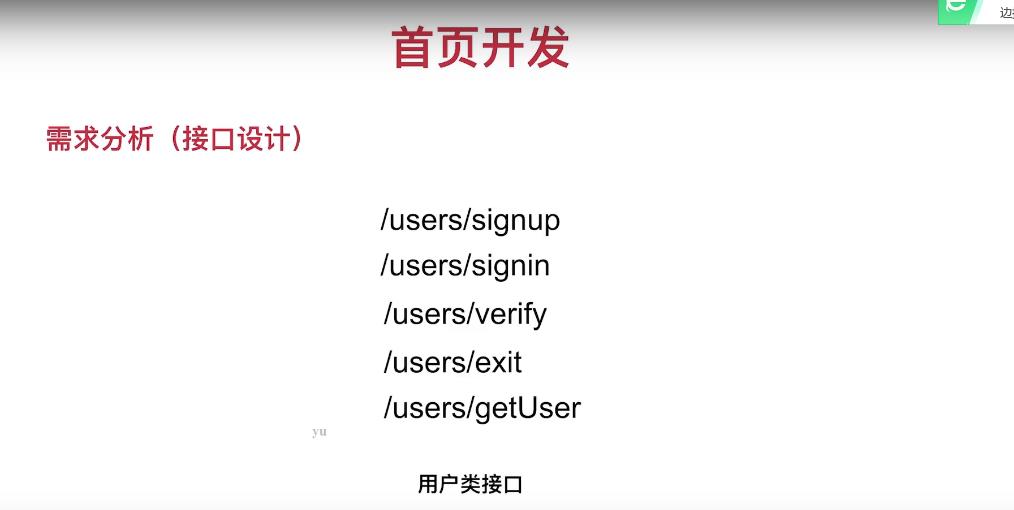 边
首页开发
需求分析（接口设计）
/users/signup
/users/signin
/users/verify
/users/exit
/users/getUser
yu
用户类接口